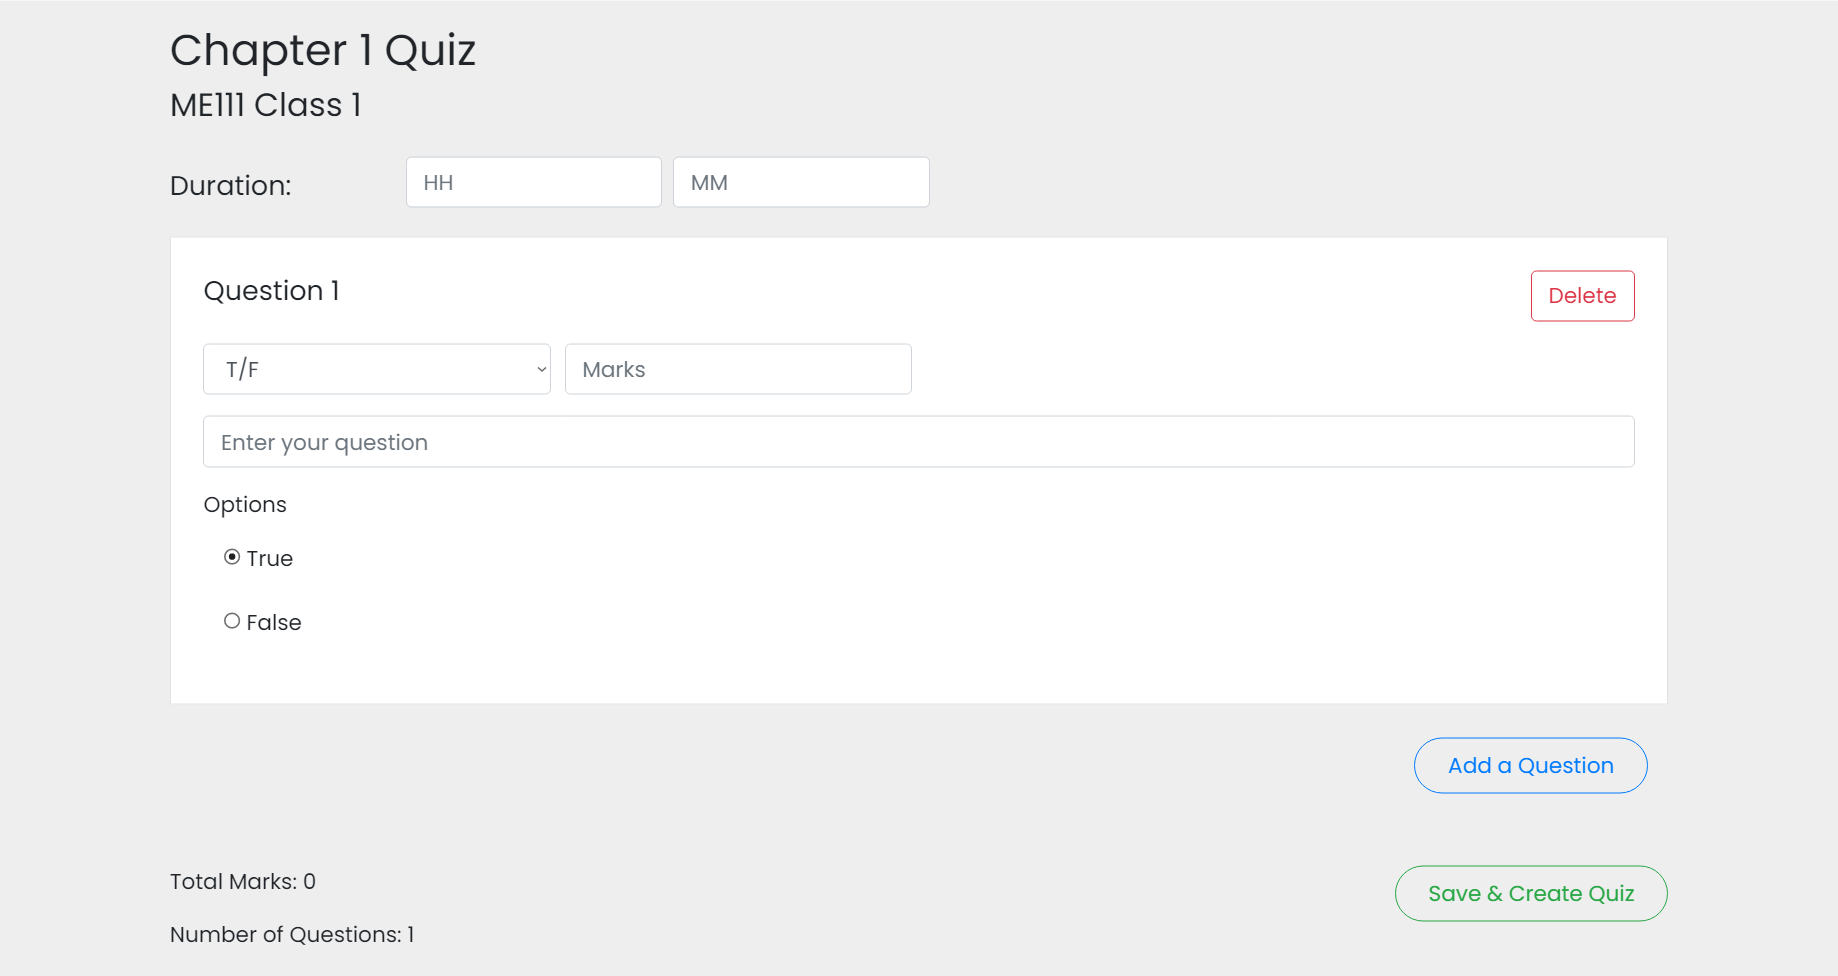 Chapter 1 Quiz
ME111 Class 1
Duration: HH MM
Question 1 Delete
T/F Marks
Enter your question
Options
True
False
Add a Question
Total Marks: 0 Save & Create Quiz
Number of Questions: 1